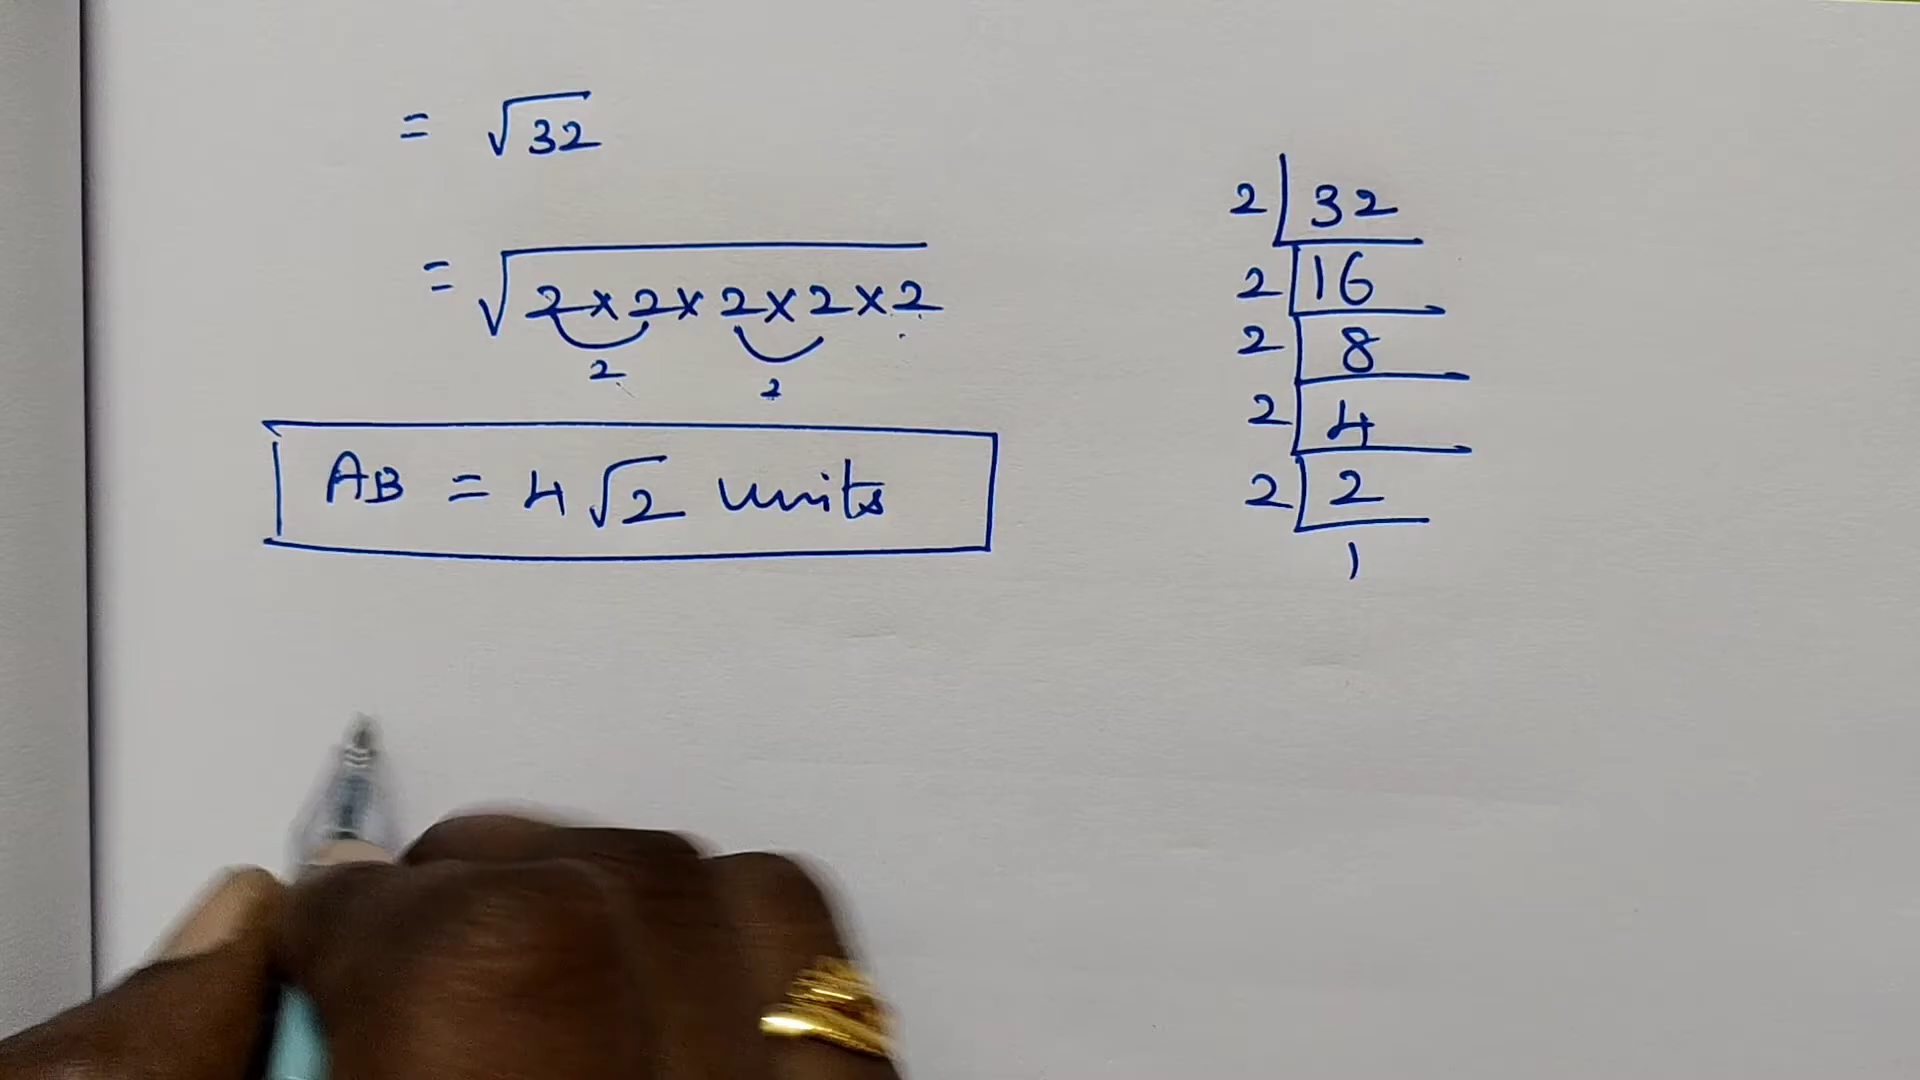 = √32
= √2×2×2×2×2
2 2
AB = 4√2 units
2 | 32
2 | 16
2 | 8
2 | 4
2 | 2
1